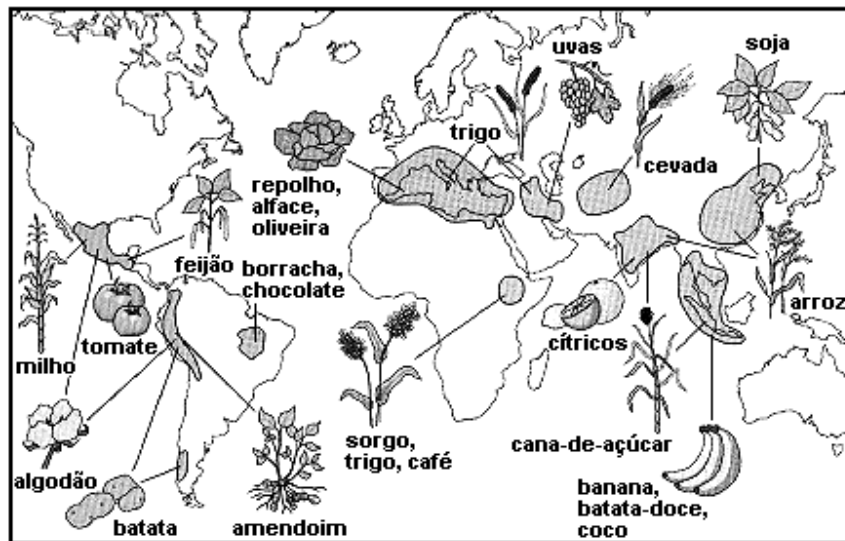 uvas
soja
trigo
cevada
repolho,
alface,
oliveira
feijão
borracha,
chocolate
milho
tomate
cítricos
arroz
algodão
batata
amendoim
sorgo,
trigo, café
cana-de-açúcar
banana,
batata-doce,
coco